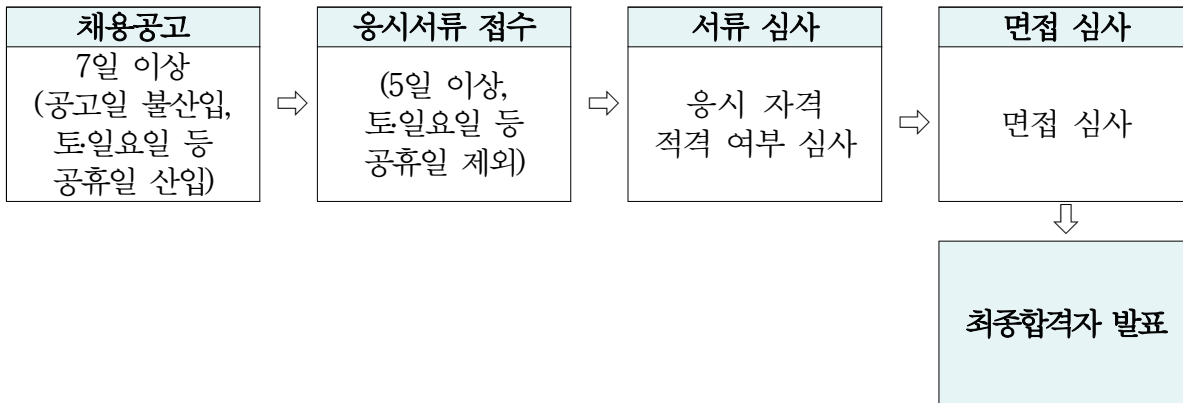 채용공고
7일 이상
(공고일 불산입,
토·일요일 등
공휴일 산입)
⇨
응시서류 접수
(5일 이상,
토·일요일 등
공휴일 제외)
⇨
서류 심사
응시 자격
적격 여부 심사
⇨
면접 심사
면접 심사
⇩
최종합격자 발표